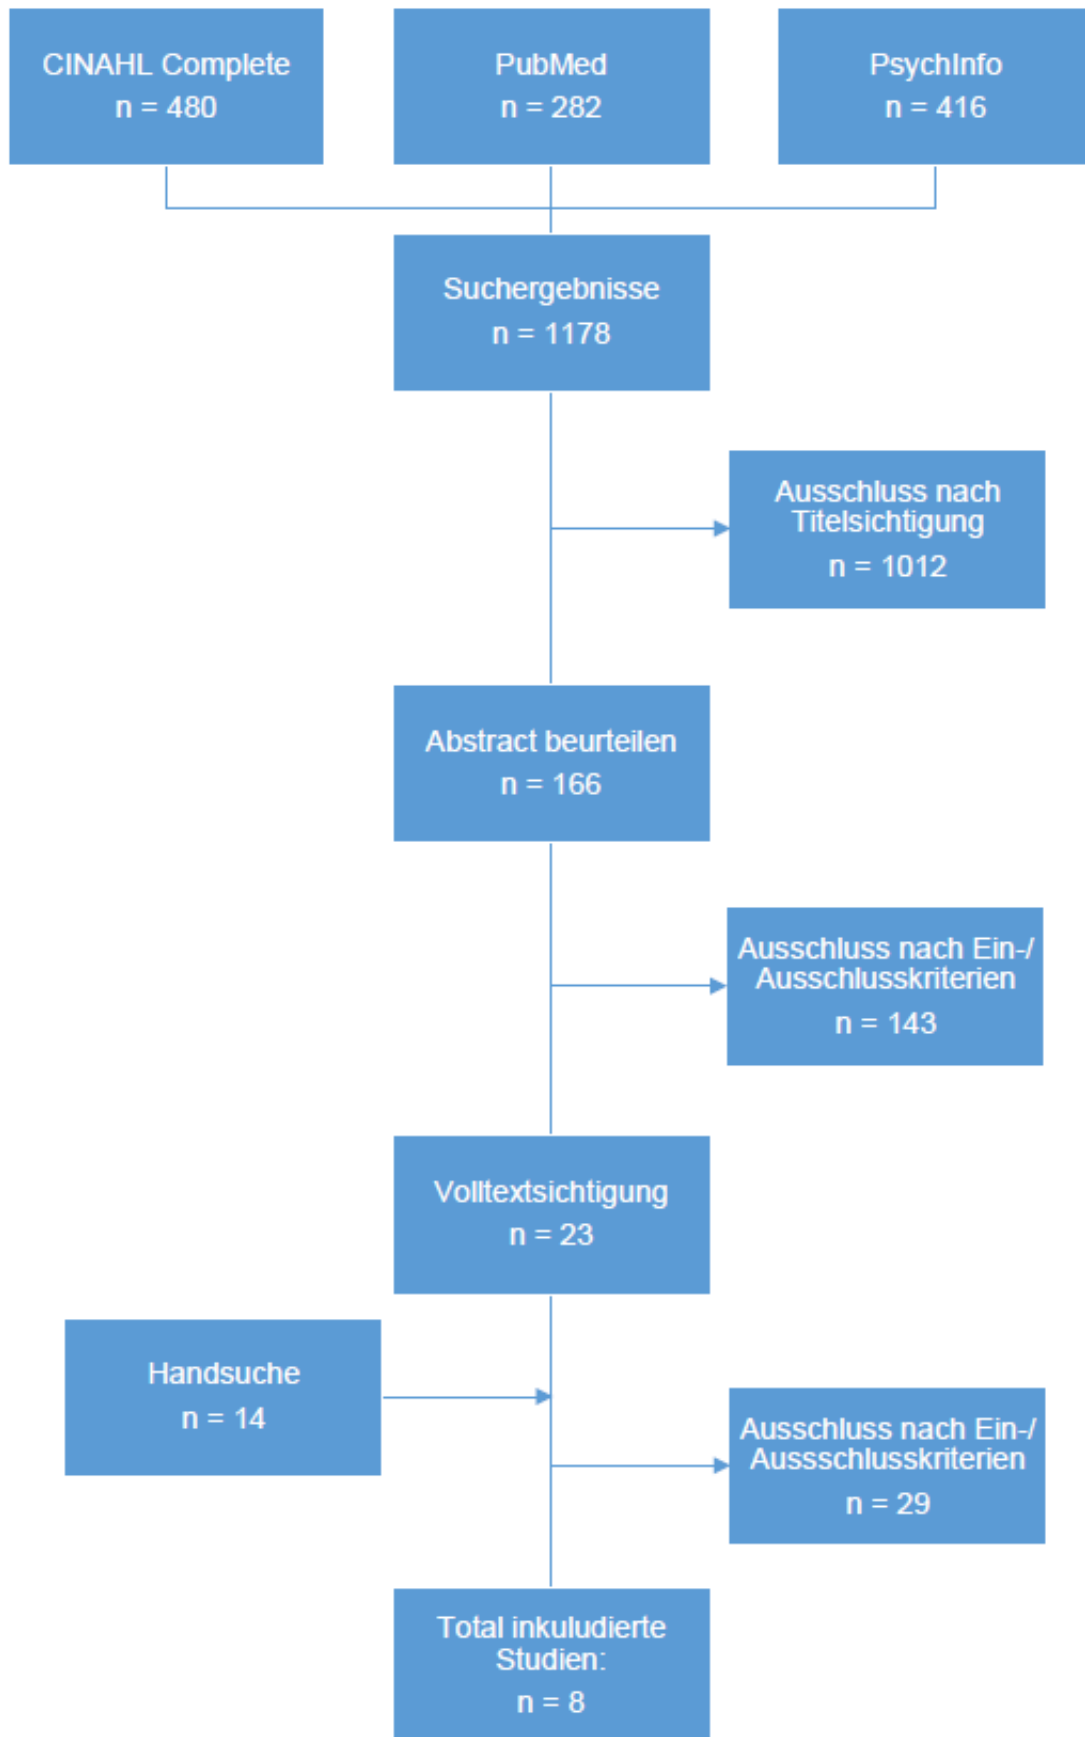 CINAHL Complete
n = 480
PubMed
n = 282
PsychInfo
n = 416
Suchergebnisse
n = 1178
Ausschluss nach
Titelsichtigung
n = 1012
Abstract beurteilen
n = 166
Ausschluss nach Ein-/
Ausschlusskriterien
n = 143
Volltextsichtigung
n = 23
Handsuche
n = 14
Ausschluss nach Ein-/
Aussschlusskriterien
n = 29
Total inkuludierte
Studien:
n = 8